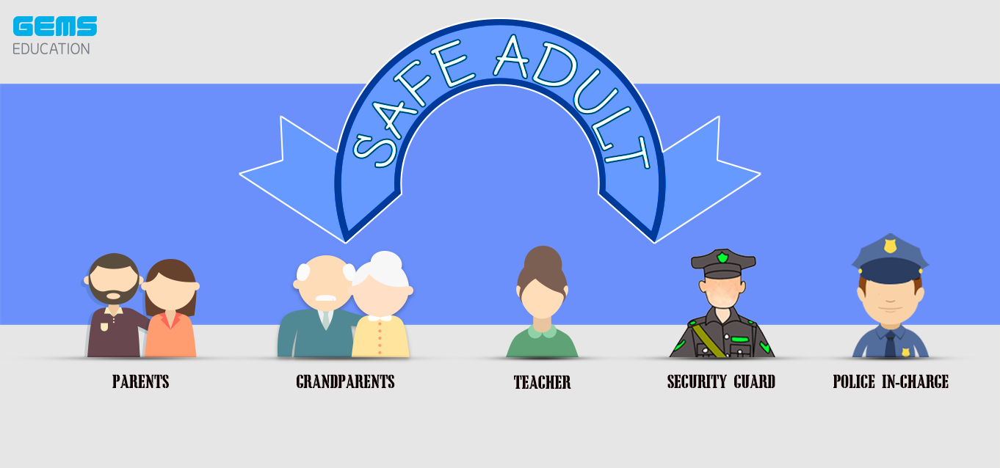 GEMS
EDUCATION
SAFE ADULT
PARENTS
GRANDPARENTS
TEACHER
SECURITY GUARD
POLICE IN-CHARGE